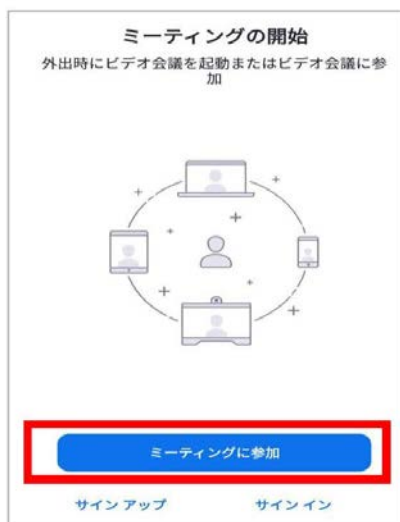 ミーティングの開始
外出時にビデオ会議を起動またはビデオ会議に参
加
ミーティングに参加
サイン アップ
サイン イン